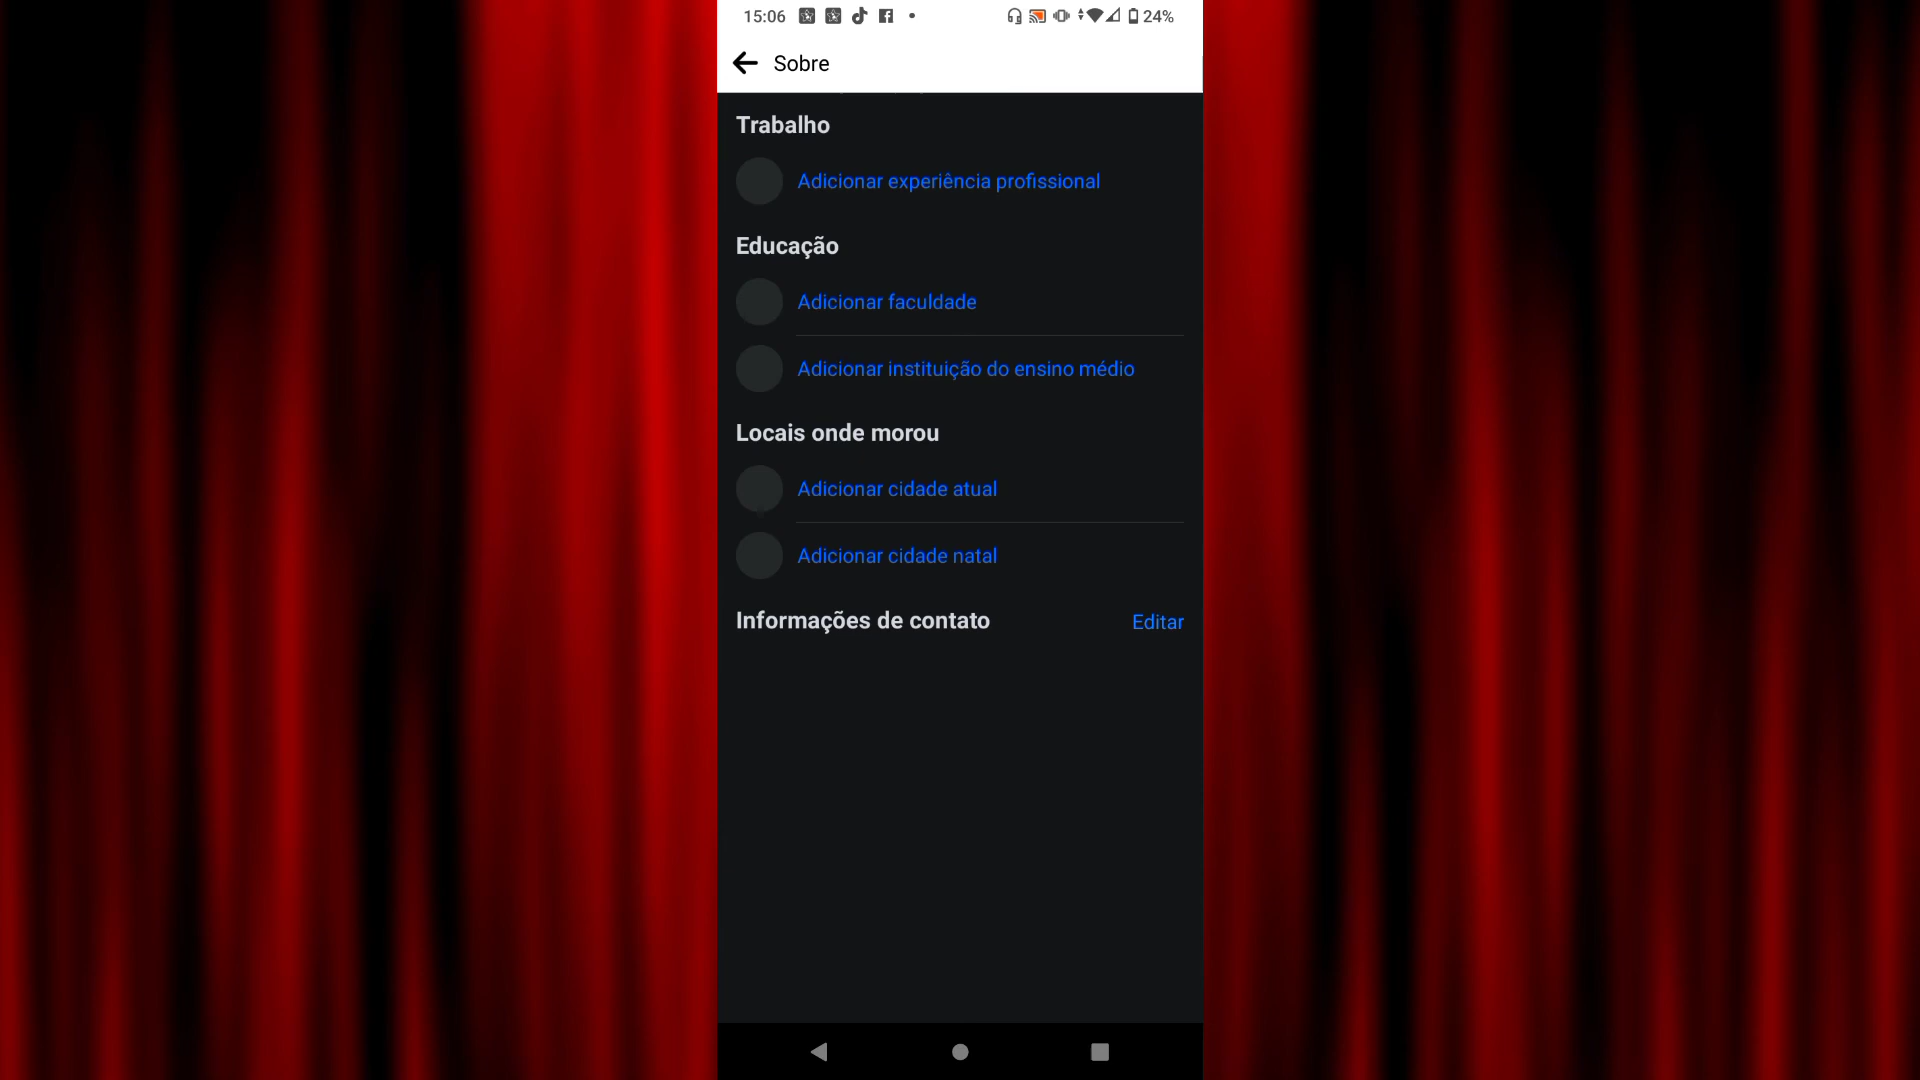 15:06 24%
Sobre
Trabalho
Adicionar experiência profissional
Educação
Adicionar faculdade
Adicionar instituição do ensino médio
Locais onde morou
Adicionar cidade atual
Adicionar cidade natal
Informações de contato Editar